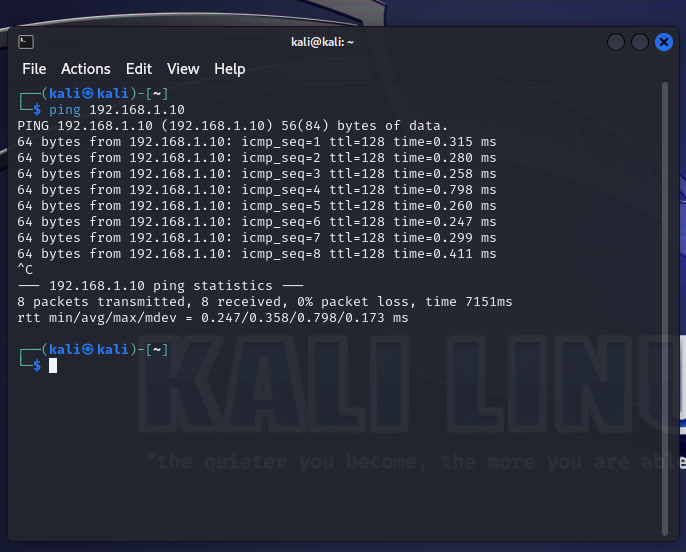 kali@kali: ~
File Actions Edit View Help
┌──(kali㉿kali)-[~]
└─$ ping 192.168.1.10
PING 192.168.1.10 (192.168.1.10) 56(84) bytes of data.
64 bytes from 192.168.1.10: icmp_seq=1 ttl=128 time=0.315 ms
64 bytes from 192.168.1.10: icmp_seq=2 ttl=128 time=0.280 ms
64 bytes from 192.168.1.10: icmp_seq=3 ttl=128 time=0.258 ms
64 bytes from 192.168.1.10: icmp_seq=4 ttl=128 time=0.798 ms
64 bytes from 192.168.1.10: icmp_seq=5 ttl=128 time=0.260 ms
64 bytes from 192.168.1.10: icmp_seq=6 ttl=128 time=0.247 ms
64 bytes from 192.168.1.10: icmp_seq=7 ttl=128 time=0.299 ms
64 bytes from 192.168.1.10: icmp_seq=8 ttl=128 time=0.411 ms
^C
--- 192.168.1.10 ping statistics ---
8 packets transmitted, 8 received, 0% packet loss, time 7151ms
rtt min/avg/max/mdev = 0.247/0.358/0.798/0.173 ms
┌──(kali㉿kali)-[~]
└─$
KALI LINU
"the quieter you become, the more you are able